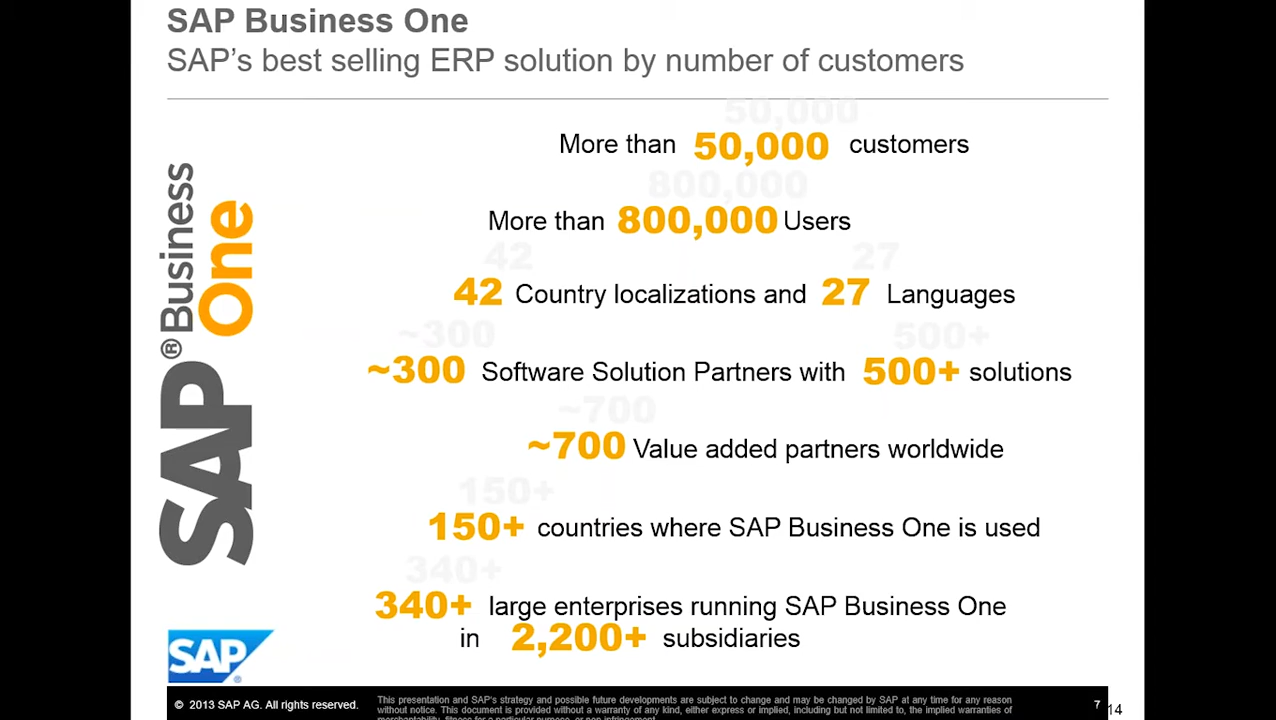 SAP Business One
SAP's best selling ERP solution by number of customers
More than 50,000 customers
More than 800,000 Users
42 Country localizations and 27 Languages
~300 Software Solution Partners with 500+ solutions
~700 Value added partners worldwide
150+ countries where SAP Business One is used
340+ large enterprises running SAP Business One
in 2,200+ subsidiaries
SAP® Business One
SAP®
© 2013 SAP AG. All rights reserved.
This presentation and SAP's strategy and possible future developments are subject to change and may be changed by SAP at any time for any reason
without notice. This document is provided without a warranty of any kind, either express or implied, including but not limited to, the implied warranties of
7
14